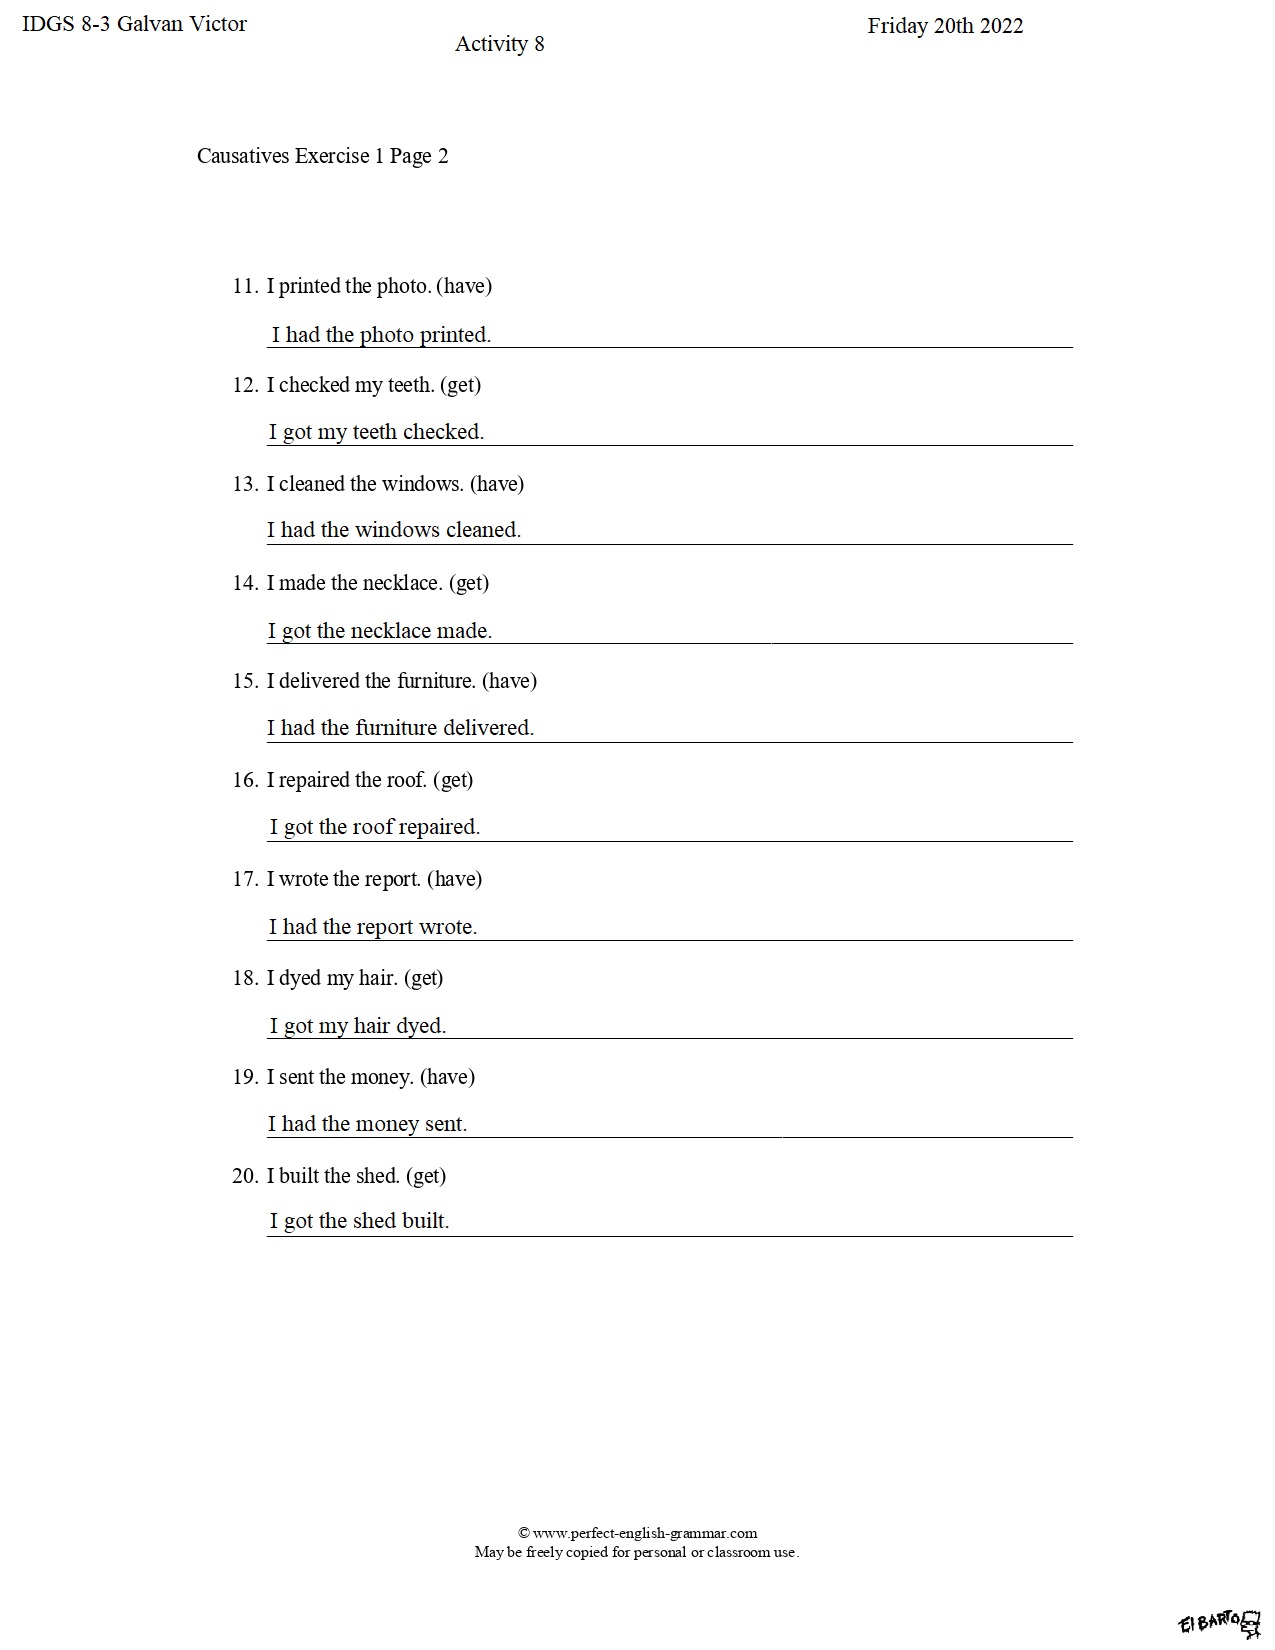 IDGS 8-3 Galvan Victor
Friday 20th 2022
Activity 8
Causatives Exercise 1 Page 2
11. I printed the photo. (have)
I had the photo printed.
12. I checked my teeth. (get)
I got my teeth checked.
13. I cleaned the windows. (have)
I had the windows cleaned.
14. I made the necklace. (get)
I got the necklace made.
15. I delivered the furniture. (have)
I had the furniture delivered.
16. I repaired the roof. (get)
I got the roof repaired.
17. I wrote the report. (have)
I had the report wrote.
18. I dyed my hair. (get)
I got my hair dyed.
19. I sent the money. (have)
I had the money sent.
20. I built the shed. (get)
I got the shed built.
© www.perfect-english-grammar.com
May be freely copied for personal or classroom use.
El BARTO